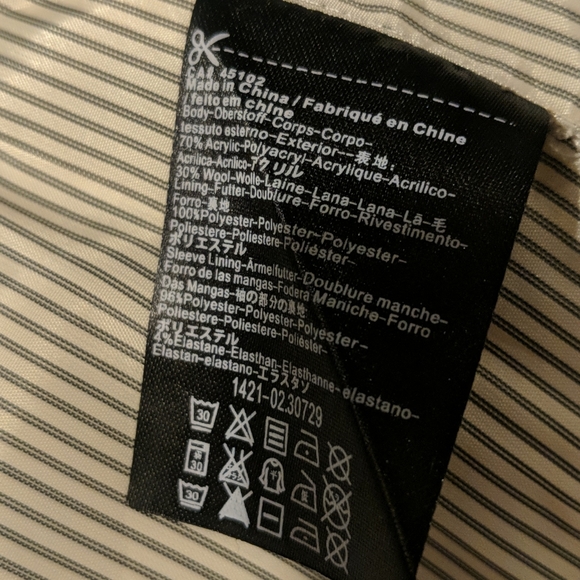 CA1 45102
Made in China / Fabriqué en Chine
/ feito em chine
Body-Oberstoff-Corps-Corpo-
Tessuto esterno-Exterior-–表地:
70% Acrylic-Polyacryl-Acrylique-Acrilico-
Acrilica-Acrilico-アクリル
30% Wool-Wolle-Laine-Lana-Lana-Lã-毛
Lining-Futter-Doublure-Forro-Rivestimento-
Forro-裏地
100%Polyester-Polyester-Polyester-
Poliestere-Poliestere-Poliéster-
ポリエステル
Sleeve Lining-Armelfutter-Doublure manche-
Forro de las mangas-Fodera Maniche-Forro
Das Mangas-袖の部分の裏地
96%Polyester-Polyester-Polyester-
Poliestere-Poliestere-Poliéster-
ポリエステル
4%Elastane-Elasthan-Elasthanne-elastano-
Elastan-elastano-エラスタン
1421-02.30729
30
30
30